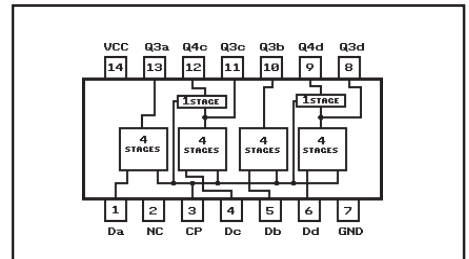 VCC Q3a Q4c Q3c Q3b Q4d Q3d
14 13 12 11 10 9 8
1STAGE 1STAGE
4 4 4 4
STAGES STAGES STAGES STAGES
1 2 3 4 5 6 7
Da NC CP Dc Db Dd GND